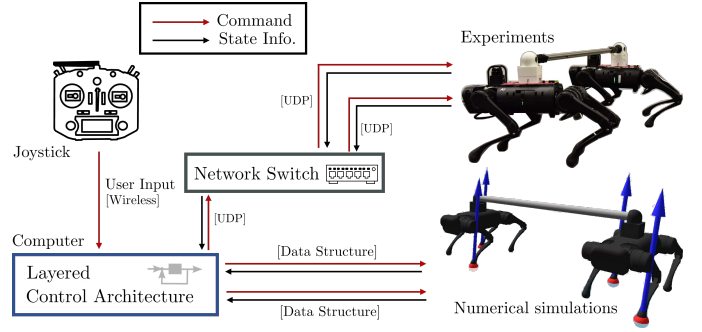 Command
State Info.
Experiments
[UDP]
[UDP]
Joystick
Network Switch
User Input
[Wireless]
[UDP]
Computer
Layered
Control Architecture
[Data Structure]
[Data Structure]
Numerical simulations